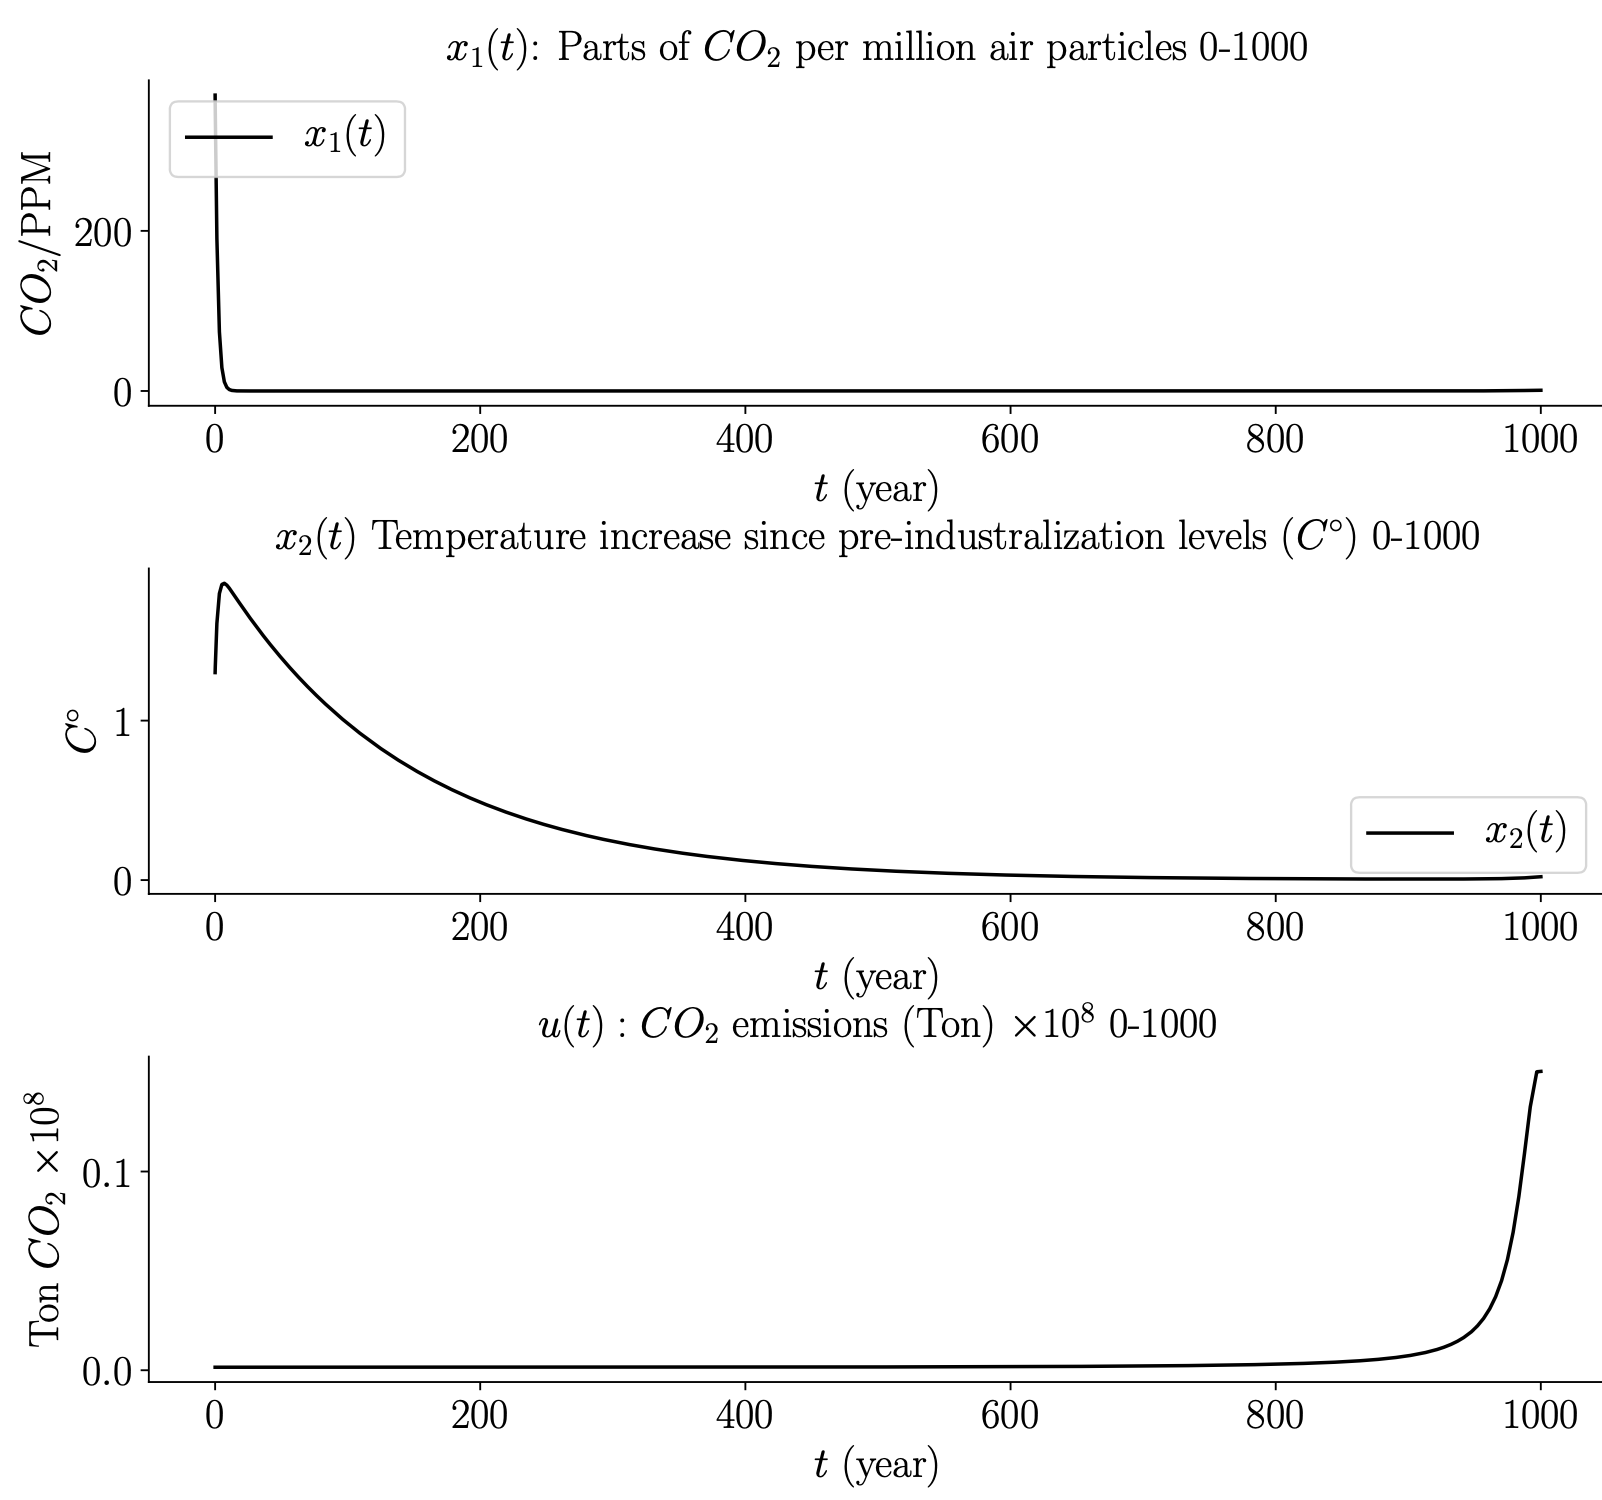 x₁(t): Parts of CO₂ per million air particles 0-1000
x₁(t)
CO₂/PPM
200
0
0 200 400 600 800 1000
t (year)
x₂(t) Temperature increase since pre-industralization levels (C°) 0-1000
C°
1
0
x₂(t)
0 200 400 600 800 1000
t (year)
u(t) : CO₂ emissions (Ton) ×10⁸ 0-1000
Ton CO₂ ×10⁸
0.1
0.0
0 200 400 600 800 1000
t (year)